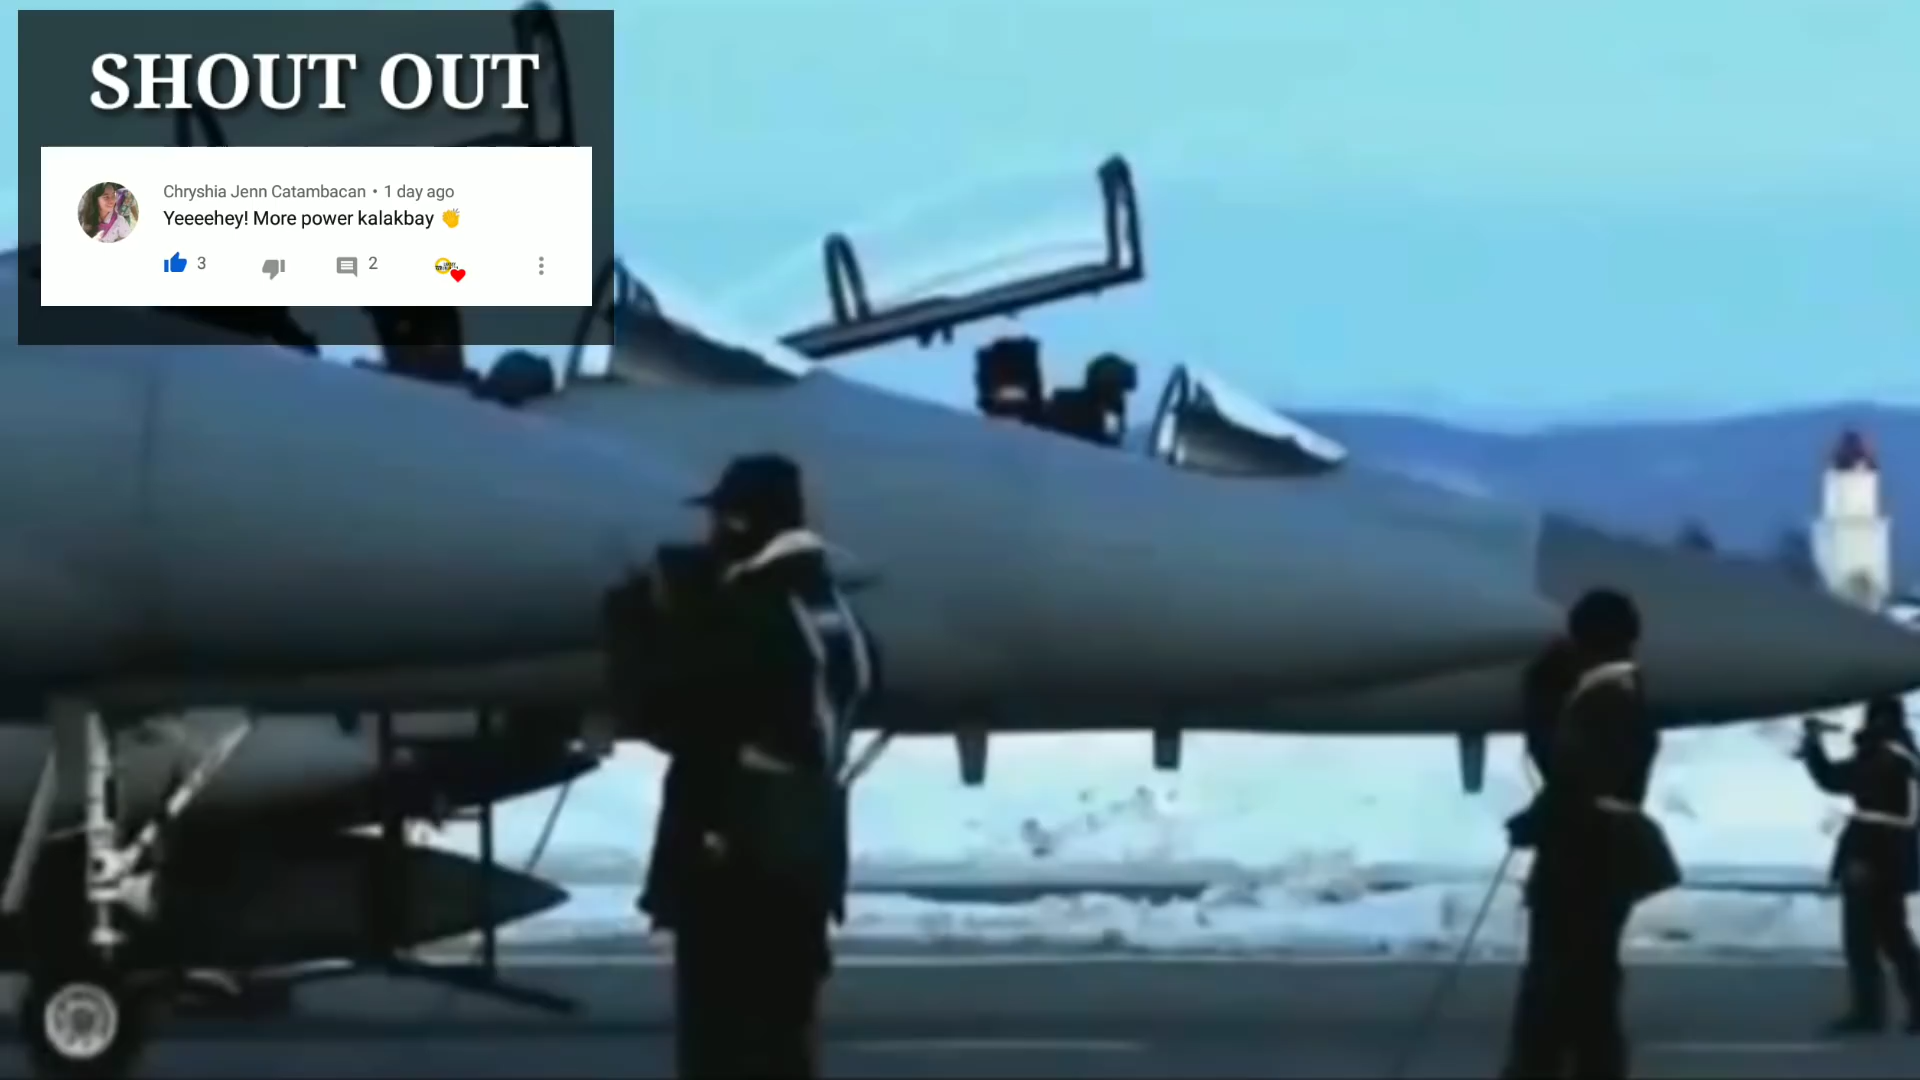 SHOUT OUT
Chryshia Jenn Catambacan • 1 day ago
Yeeeehey! More power kalakbay 👏
3
2